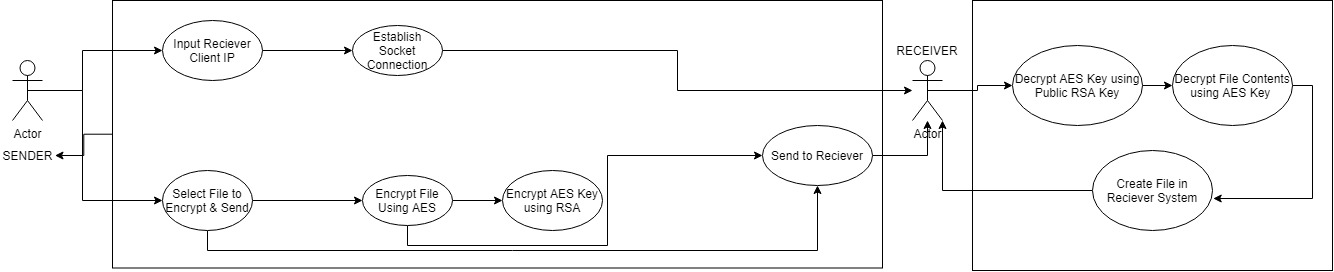 Input Reciever
Client IP
Establish
Socket
Connection
RECEIVER
Actor
Decrypt AES Key using
Public RSA Key
Decrypt File Contents
using AES Key
Actor
SENDER
Send to Reciever
Select File to
Encrypt & Send
Encrypt File
Using AES
Encrypt AES Key
using RSA
Create File in
Reciever System